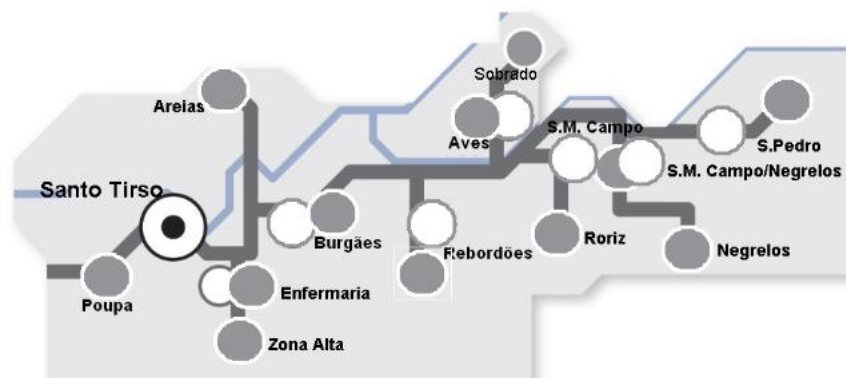 Sobrado
Areias
Aves
S.M. Campo
S.Pedro
S.M. Campo/Negrelos
Santo Tirso
Burgães
Rebordões
Roriz
Negrelos
Poupa
Enfermaria
Zona Alta